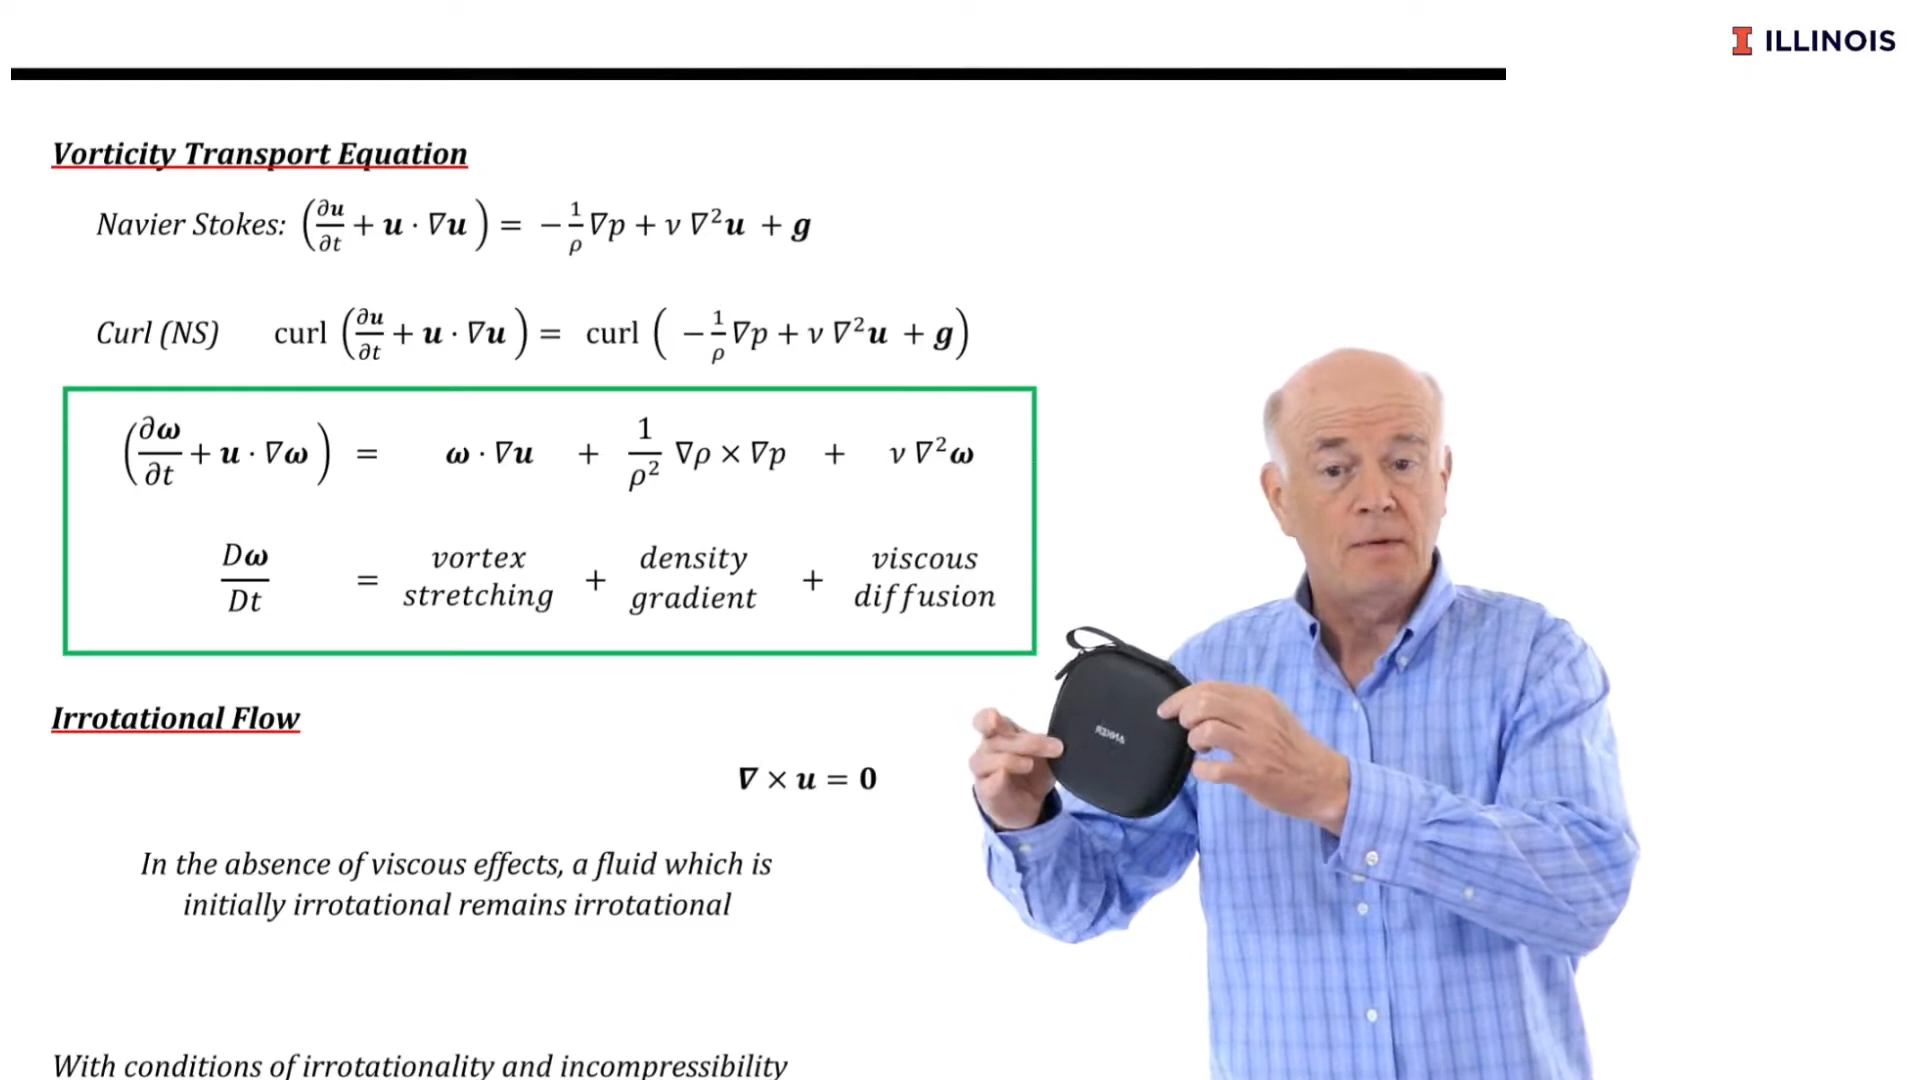 I ILLINOIS
Vorticity Transport Equation
Navier Stokes: (∂u/∂t + u · ∇u) = −1/ρ ∇p + ν ∇²u + g
Curl (NS) curl (∂u/∂t + u · ∇u) = curl (−1/ρ ∇p + ν ∇²u + g)
(∂ω/∂t + u · ∇ω) = ω · ∇u + 1/ρ² ∇ρ × ∇p + ν ∇²ω
Dω/Dt = vortex stretching + density gradient + viscous diffusion
Irrotational Flow
∇ × u = 0
In the absence of viscous effects, a fluid which is
initially irrotational remains irrotational
With conditions of irrotationality and incompressibility
ANKER